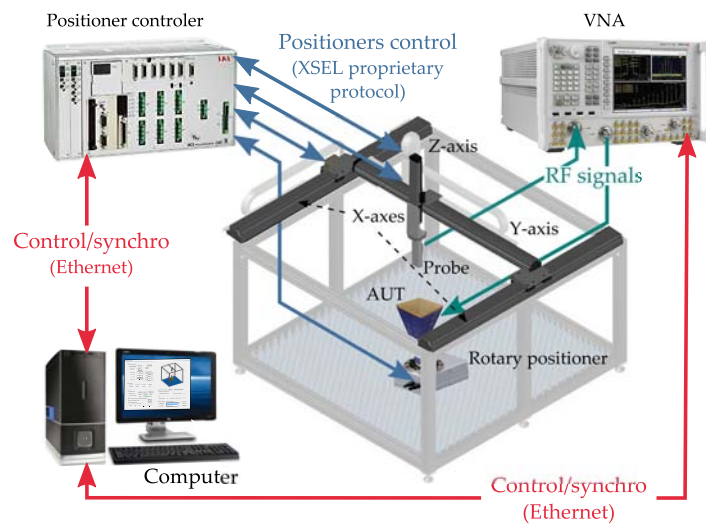 Positioner controler
VNA
Positioners control
(XSEL proprietary
protocol)
Z-axis
RF signals
X-axes
Y-axis
Control/synchro
(Ethernet)
Probe
AUT
Rotary positioner
Computer
Control/synchro
(Ethernet)